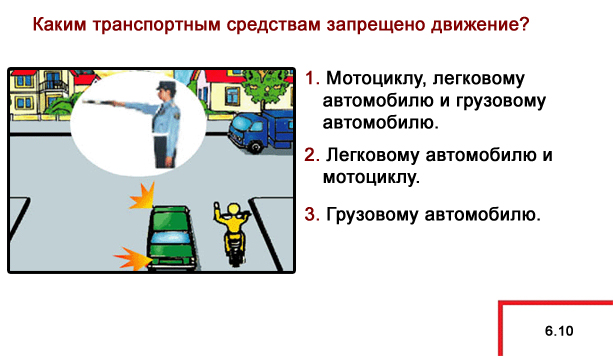 Каким транспортным средствам запрещено движение?
1. Мотоциклу, легковому
автомобилю и грузовому
автомобилю.
2. Легковому автомобилю и
мотоциклу.
3. Грузовому автомобилю.
6.10